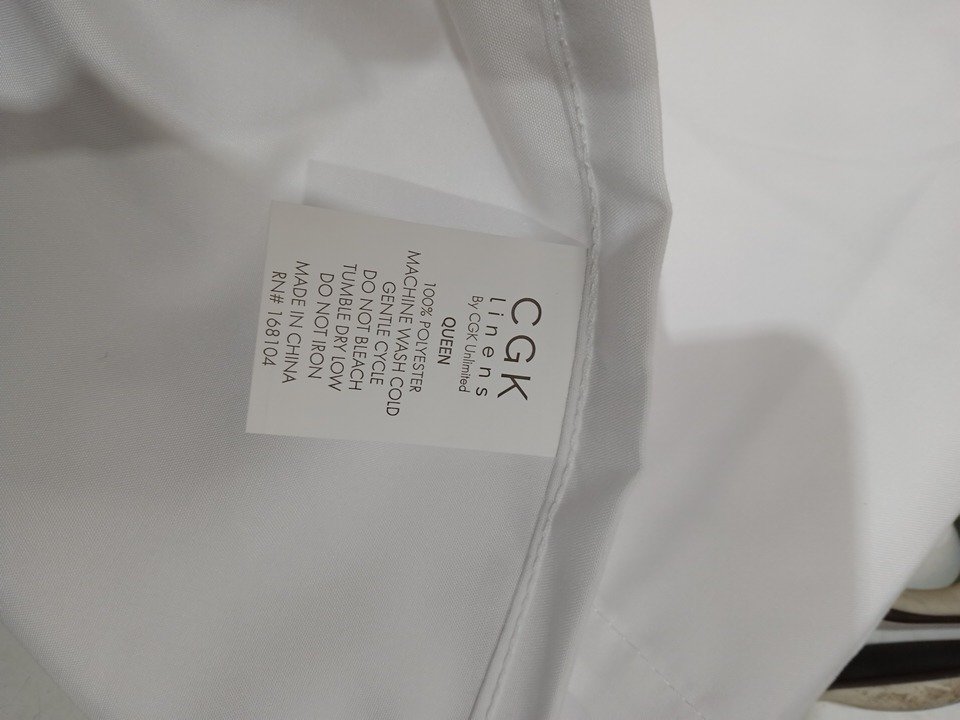 CGK
linens
By CGK Unlimited
QUEEN
100% POLYESTER
MACHINE WASH COLD
GENTLE CYCLE
DO NOT BLEACH
TUMBLE DRY LOW
DO NOT IRON
MADE IN CHINA
RN# 168104